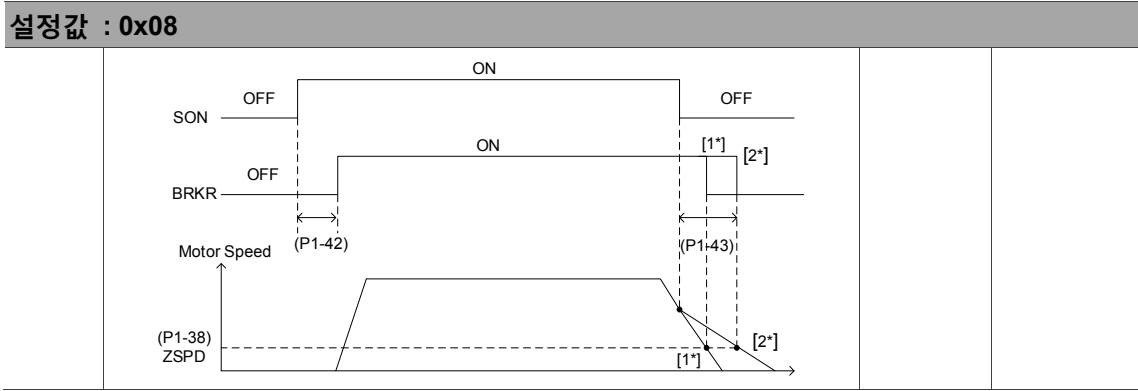 설정값 : 0x08
ON
OFF
OFF
SON
ON
[1*]
[2*]
OFF
BRKR
(P1-42)
(P1-43)
Motor Speed
(P1-38)
ZSPD
[2*]
[1*]